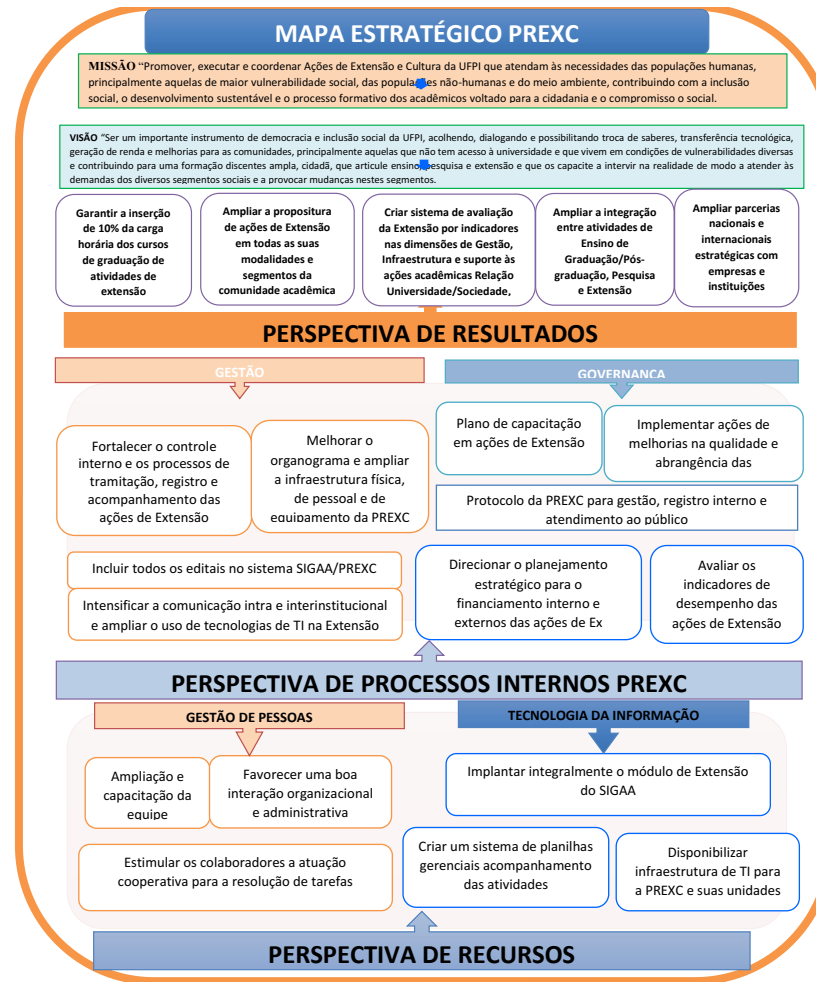 MAPA ESTRATÉGICO PREXC
MISSÃO "Promover, executar e coordenar Ações de Extensão e Cultura da UFPI que atendam às necessidades das populações humanas,
principalmente aquelas de maior vulnerabilidade social, das populações não-humanas e do meio ambiente, contribuindo com a inclusão
social, o desenvolvimento sustentável e o processo formativo dos acadêmicos voltado para a cidadania e o compromisso o social.
VISÃO "Ser um importante instrumento de democracia e inclusão social da UFPI, acolhendo, dialogando e possibilitando troca de saberes, transferência tecnológica,
geração de renda e melhorias para as comunidades, principalmente aquelas que não tem acesso à universidade e que vivem em condições de vulnerabilidades diversas
e contribuindo para uma formação discentes ampla, cidadã, que articule ensino, pesquisa e extensão e que os capacite a intervir na realidade de modo a atender às
demandas dos diversos segmentos sociais e a provocar mudanças nestes segmentos.
Garantir a inserção
de 10% da carga
horária dos cursos
de graduação de
atividades de
extensão
Ampliar a propositura
de ações de Extensão
em todas as suas
modalidades e
segmentos da
comunidade acadêmica
Criar sistema de avaliação
da Extensão por indicadores
nas dimensões de Gestão,
Infraestrutura e suporte às
ações acadêmicas Relação
Universidade/Sociedade,
Ampliar a integração
entre atividades de
Ensino de
Graduação/Pós-
graduação, Pesquisa
e Extensão
Ampliar parcerias
nacionais e
internacionais
estratégicas com
empresas e
instituições
PERSPECTIVA DE RESULTADOS
GESTÃO
GOVERNANCA
Fortalecer o controle
interno e os processos de
tramitação, registro e
acompanhamento das
ações de Extensão
Melhorar o
organograma e ampliar
a infraestrutura física,
de pessoal e de
equipamento da PREXC
Plano de capacitação
em ações de Extensão
Implementar ações de
melhorias na qualidade e
abrangência das
Protocolo da PREXC para gestão, registro interno e
atendimento ao público
Incluir todos os editais no sistema SIGAA/PREXC
Intensificar a comunicação intra e interinstitucional
e ampliar o uso de tecnologias de TI na Extensão
Direcionar o planejamento
estratégico para o
financiamento interno e
externos das ações de Ex
Avaliar os
indicadores de
desempenho das
ações de Extensão
PERSPECTIVA DE PROCESSOS INTERNOS PREXC
GESTÃO DE PESSOAS
TECNOLOGIA DA INFORMAÇÃO
Ampliação e
capacitação da
equipe
Favorecer uma boa
interação organizacional
e administrativa
Implantar integralmente o módulo de Extensão
do SIGAA
Estimular os colaboradores a atuação
cooperativa para a resolução de tarefas
Criar um sistema de planilhas
gerenciais acompanhamento
das atividades
Disponibilizar
infraestrutura de TI para
a PREXC e suas unidades
PERSPECTIVA DE RECURSOS